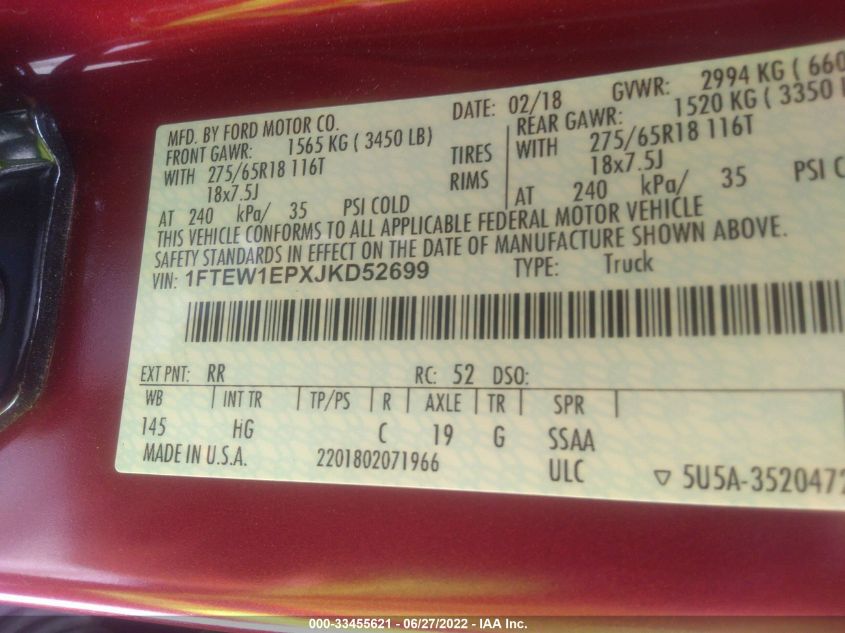 MFD. BY FORD MOTOR CO. DATE: 02/18 GVWR: 2994 KG ( 660
FRONT GAWR: 1565 KG ( 3450 LB) REAR GAWR: 1520 KG ( 3350 L
WITH 275/65R18 116T TIRES WITH 275/65R18 116T
18x7.5J RIMS 18x7.5J
AT 240 kPa/ 35 PSI COLD AT 240 kPa/ 35 PSI C
THIS VEHICLE CONFORMS TO ALL APPLICABLE FEDERAL MOTOR VEHICLE
SAFETY STANDARDS IN EFFECT ON THE DATE OF MANUFACTURE SHOWN ABOVE.
VIN: 1FTEW1EPXJKD52699 TYPE: Truck
EXT PNT: RR RC: 52 DSO:
WB INT TR TP/PS R AXLE TR SPR
145 HG C 19 G SSAA
MADE IN U.S.A. 2201802071966 ULC ▽ 5U5A-3520472
000-33455621 - 06/27/2022 - IAA Inc.